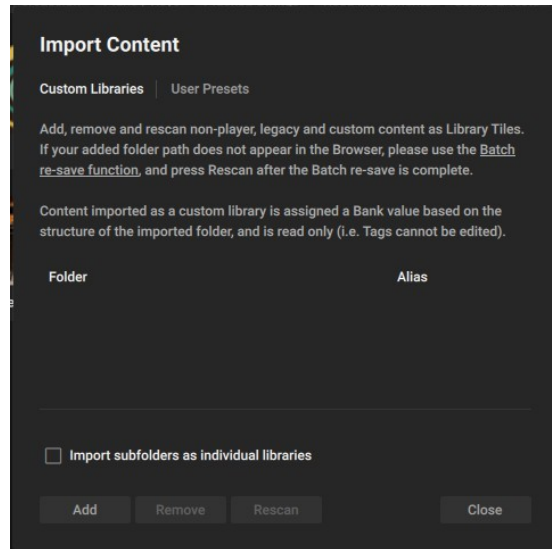 Import Content
Custom Libraries | User Presets
Add, remove and rescan non-player, legacy and custom content as Library Tiles.
If your added folder path does not appear in the Browser, please use the Batch
re-save function, and press Rescan after the Batch re-save is complete.
Content imported as a custom library is assigned a Bank value based on the
structure of the imported folder, and is read only (i.e. Tags cannot be edited).
Folder Alias
Import subfolders as individual libraries
Add Remove Rescan Close